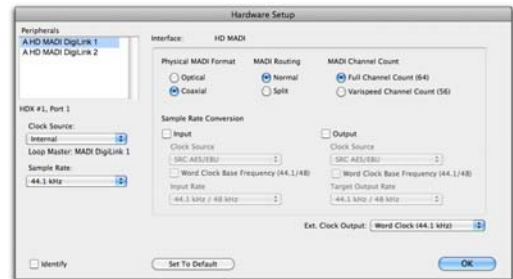 Hardware Setup
Peripherals
A HD MADI DigiLink 1
A HD MADI DigiLink 2
HDX #1, Port 1
Clock Source:
Internal
Loop Master: MADI DigiLink 1
Sample Rate:
44.1 kHz
Identify
Interface: HD MADI
Physical MADI Format
Optical
Coaxial
MADI Routing
Normal
Split
MADI Channel Count
Full Channel Count (64)
Varispeed Channel Count (56)
Sample Rate Conversion
Input
Clock Source
SRC AES/EBU
Word Clock Base Frequency (44.1/48)
Input Rate
44.1 kHz / 48 kHz
Output
Clock Source
SRC AES/EBU
Word Clock Base Frequency (44.1/48)
Target Output Rate
44.1 kHz / 48 kHz
Ext. Clock Output: Word Clock (44.1 kHz)
Set To Default
OK